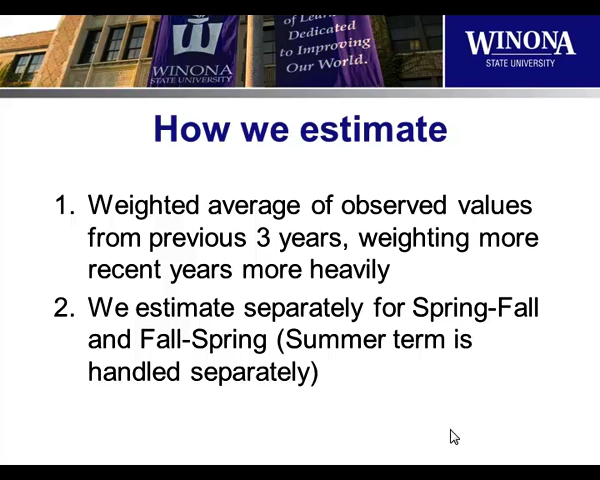 of Lear
Dedicated
to Improving
Our World.
WINONA
STATE UNIVERSITY
WINONA
STATE UNIVERSITY
How we estimate
1. Weighted average of observed values
from previous 3 years, weighting more
recent years more heavily
2. We estimate separately for Spring-Fall
and Fall-Spring (Summer term is
handled separately)